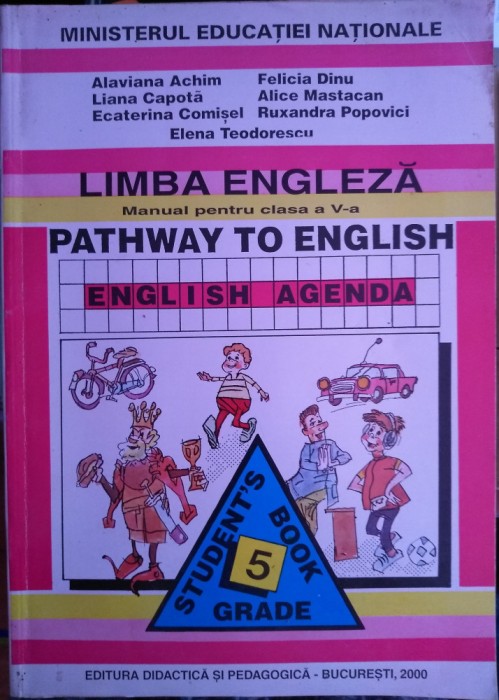 MINISTERUL EDUCAȚIEI NAȚIONALE
Alaviana Achim Felicia Dinu
Liana Capotă Alice Mastacan
Ecaterina Comișel Ruxandra Popovici
Elena Teodorescu
LIMBA ENGLEZĂ
Manual pentru clasa a V-a
PATHWAY TO ENGLISH
ENGLISH AGENDA
STUDENT'S BOOK
5
GRADE
EDITURA DIDACTICĂ ȘI PEDAGOGICĂ - BUCUREȘTI, 2000